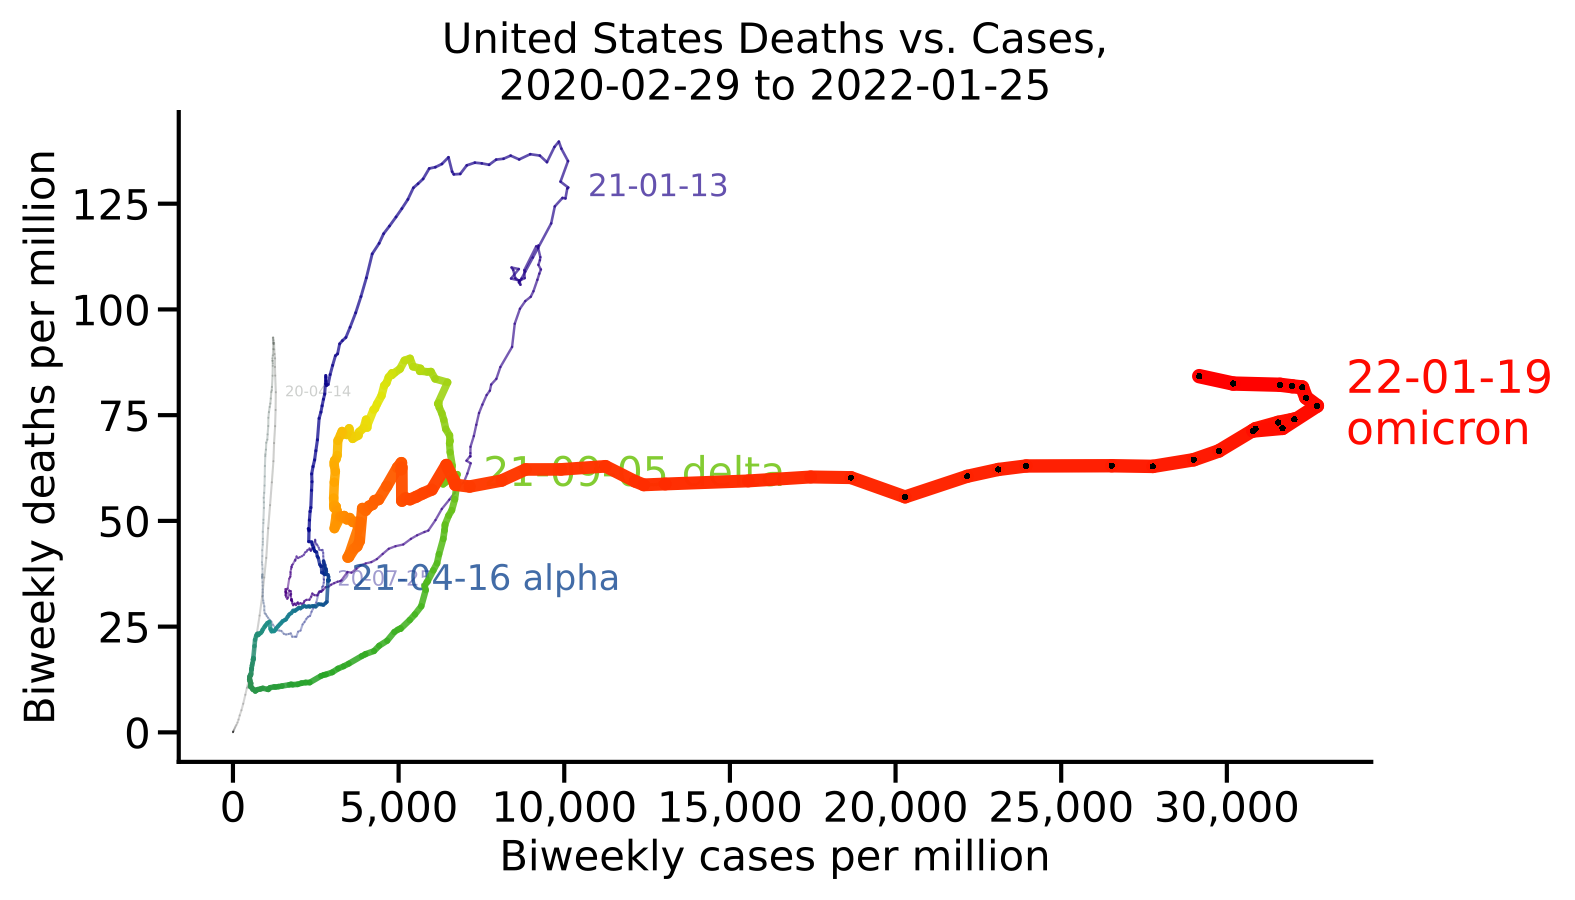 United States Deaths vs. Cases,
2020-02-29 to 2022-01-25
Biweekly deaths per million
125
100
75
50
25
0
21-01-13
20-04-14
22-01-19
omicron
21-09-05 delta
20-07-25
21-04-16 alpha
0
5,000
10,000
15,000
20,000
25,000
30,000
Biweekly cases per million